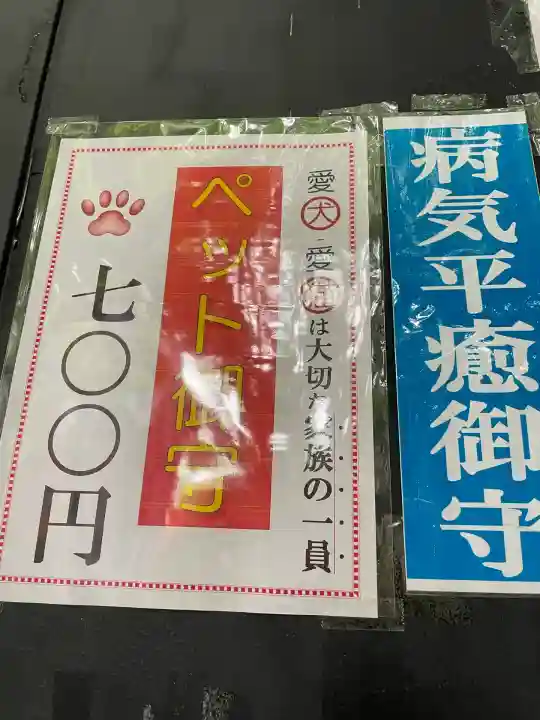 病気平癒御守
愛犬・愛猫は大切な家族の一員
ペット御守
七〇〇円